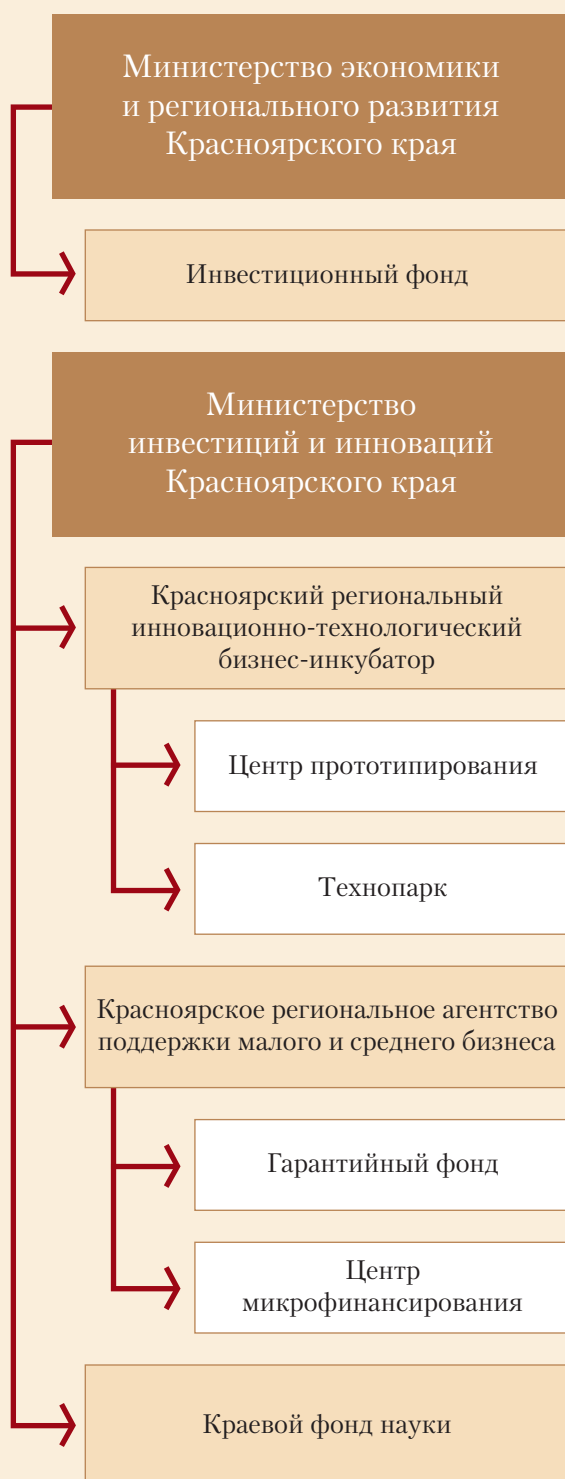 Министерство экономики
и регионального развития
Красноярского края
Инвестиционный фонд
Министерство
инвестиций и инноваций
Красноярского края
Красноярский региональный
инновационно-технологический
бизнес-инкубатор
Центр прототипирования
Технопарк
Красноярское региональное агентство
поддержки малого и среднего бизнеса
Гарантийный фонд
Центр
микрофинансирования
Краевой фонд науки